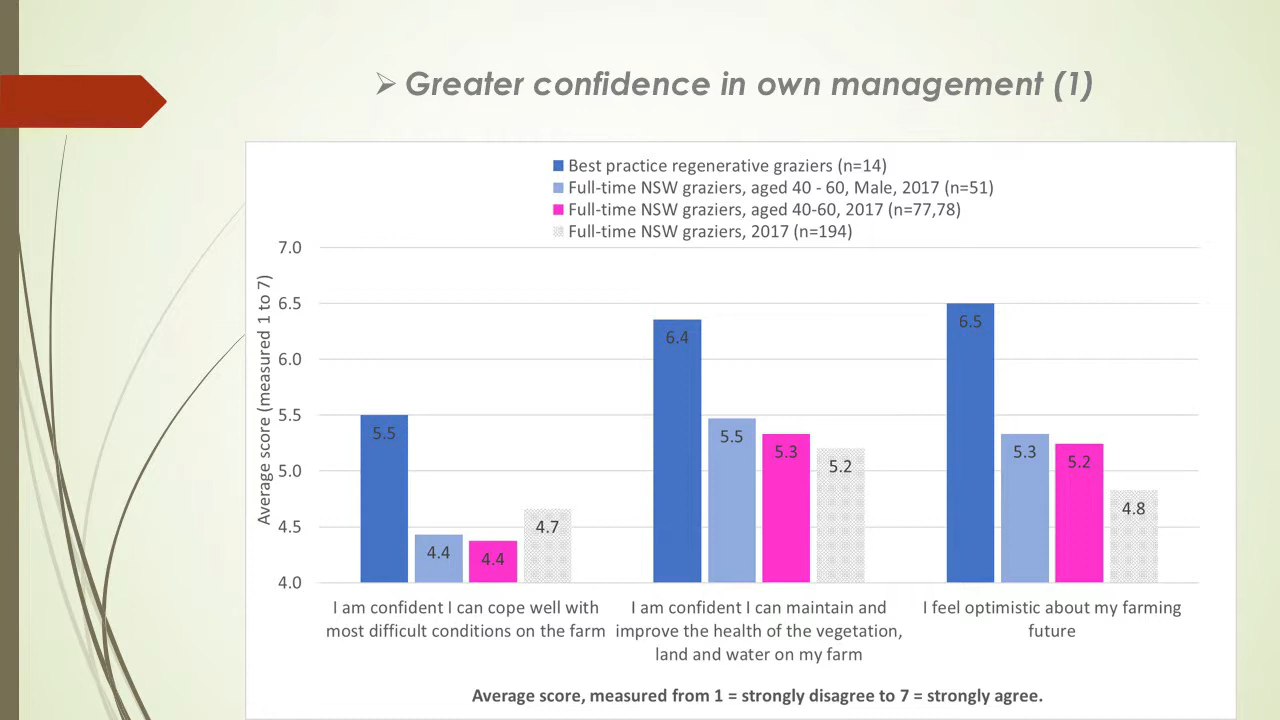 ➢ Greater confidence in own management (1)
Best practice regenerative graziers (n=14)
Full-time NSW graziers, aged 40 - 60, Male, 2017 (n=51)
Full-time NSW graziers, aged 40-60, 2017 (n=77,78)
Full-time NSW graziers, 2017 (n=194)
Average score (measured 1 to 7)
7.0
6.5
6.0
5.5
5.0
4.5
4.0
5.5
4.4
4.4
4.7
6.4
5.5
5.3
5.2
6.5
5.3
5.2
4.8
I am confident I can cope well with
most difficult conditions on the farm
I am confident I can maintain and
improve the health of the vegetation,
land and water on my farm
I feel optimistic about my farming
future
Average score, measured from 1 = strongly disagree to 7 = strongly agree.